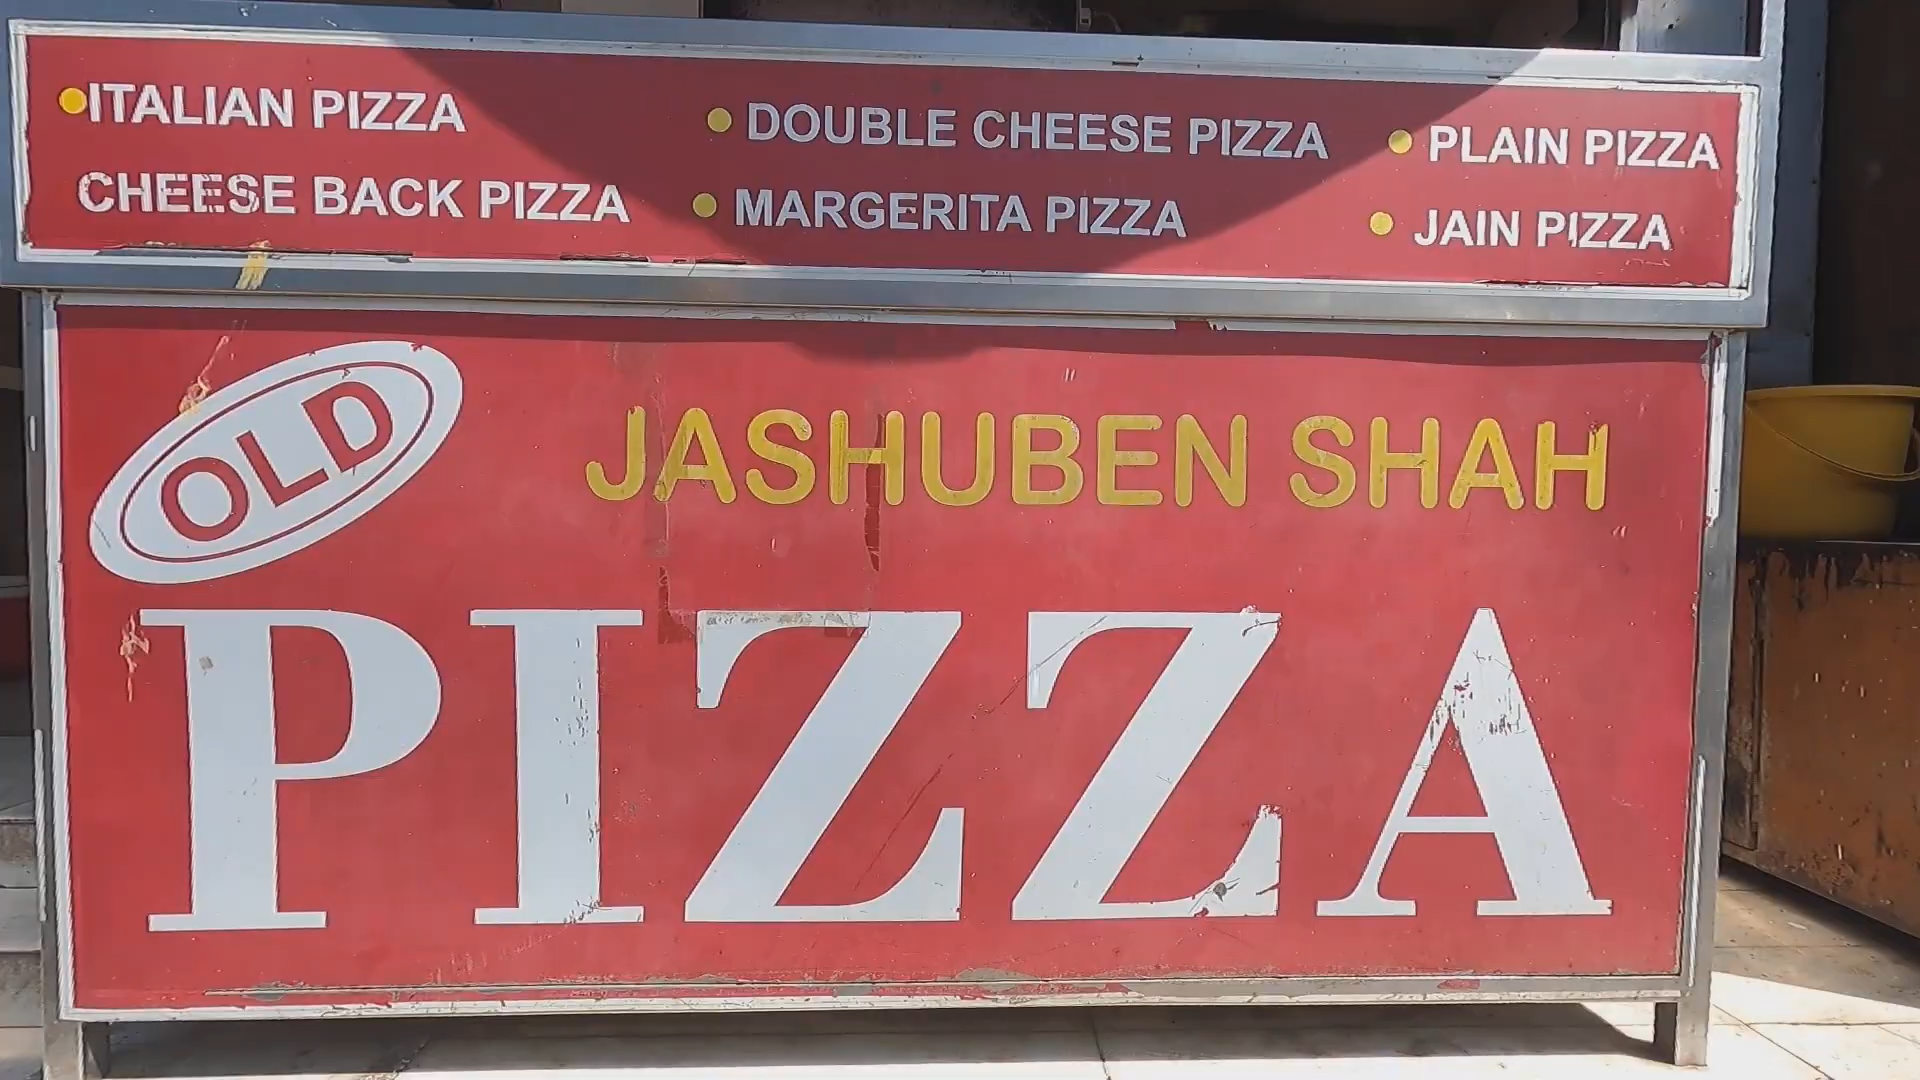 ITALIAN PIZZA
DOUBLE CHEESE PIZZA
PLAIN PIZZA
CHEESE BACK PIZZA
MARGERITA PIZZA
JAIN PIZZA
OLD
JASHUBEN SHAH
PIZZA